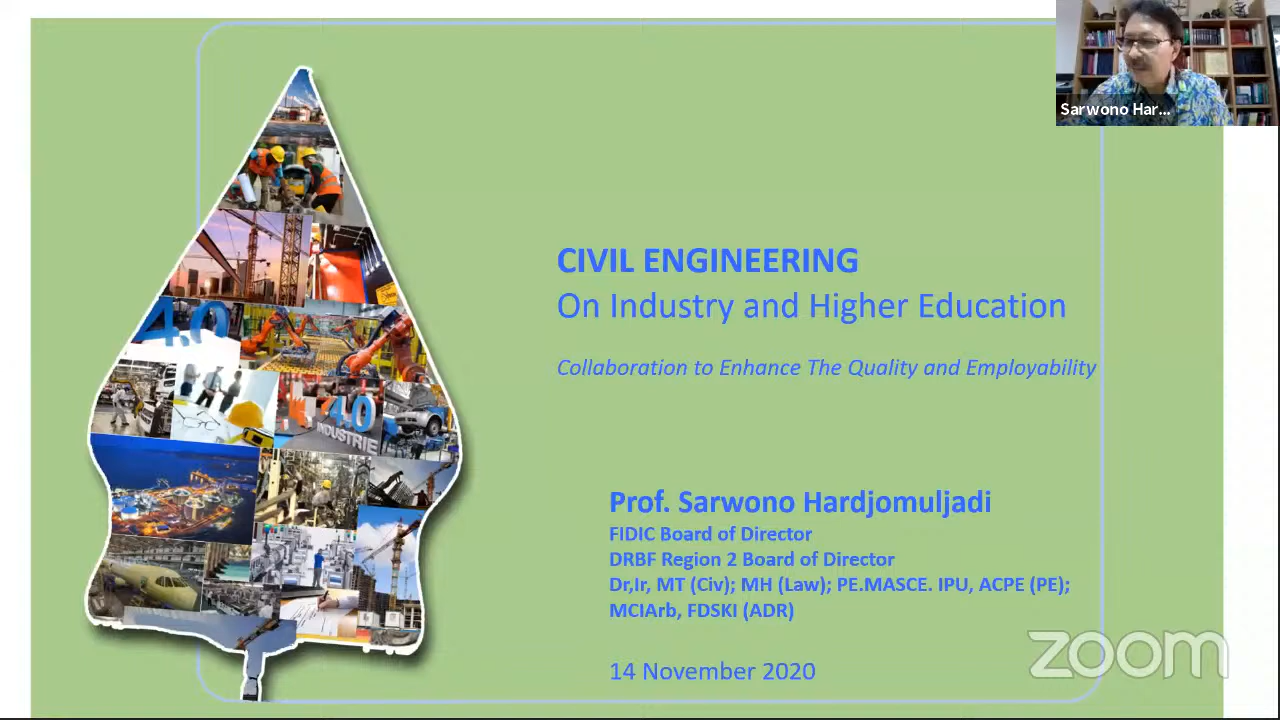 Sarwono Har...
CIVIL ENGINEERING
On Industry and Higher Education
Collaboration to Enhance The Quality and Employability
4.0
4.0
INDUSTRIE
Prof. Sarwono Hardjomuljadi
FIDIC Board of Director
DRBF Region 2 Board of Director
Dr,Ir, MT (Civ); MH (Law); PE.MASCE. IPU, ACPE (PE);
MCIArb, FDSKI (ADR)
14 November 2020
zoom